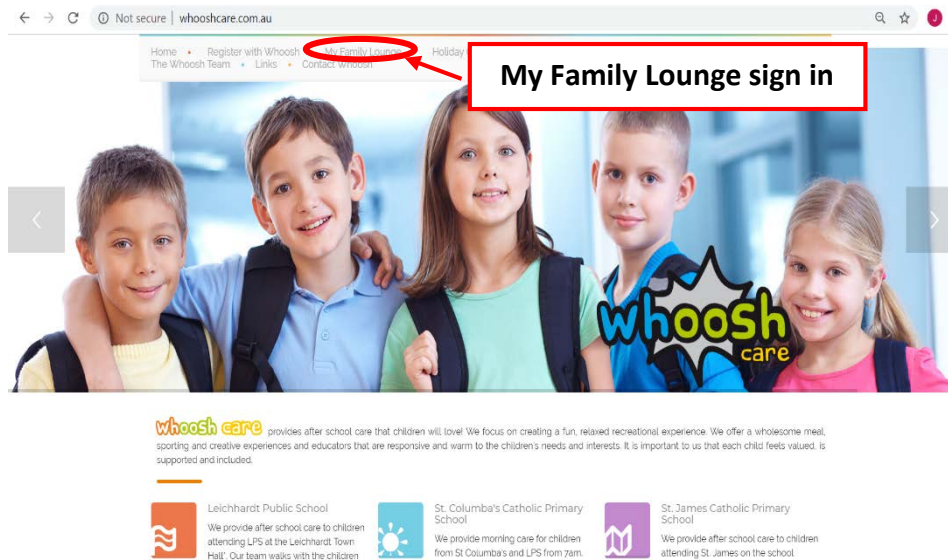 Not secure | whooshcare.com.au
Home • Register with Whoosh My Family Lounge Holiday
The Whoosh Team • Links • Contact Whoosh
My Family Lounge sign in
whoosh
care
whoosh care provides after school care that children will love! We focus on creating a fun, relaxed recreational experience. We offer a wholesome meal,
sporting and creative experiences and educators that are responsive and warm to the children's needs and interests. It is important to us that each child feels valued, is
supported and included.
Leichhardt Public School
We provide after school care to children
attending LPS at the Leichhardt Town
Hall*. Our team walks with the children
St. Columba's Catholic Primary
School
We provide morning care for children
from St Columba's and LPS from 7am.
St. James Catholic Primary
School
We provide after school care to children
attending St. James on the school
J